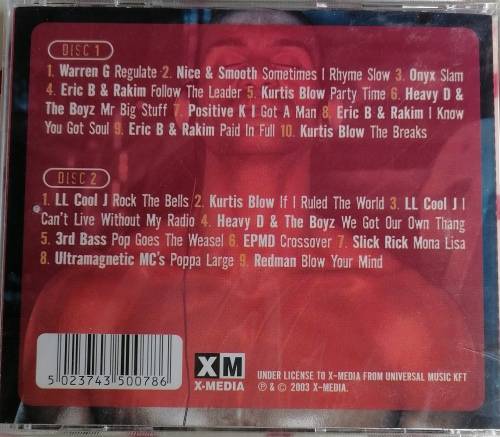 DISC 1
1. Warren G Regulate 2. Nice & Smooth Sometimes I Rhyme Slow 3. Onyx Slam
4. Eric B & Rakim Follow The Leader 5. Kurtis Blow Party Time 6. Heavy D &
The Boyz Mr Big Stuff 7. Positive K I Got A Man 8. Eric B & Rakim I Know
You Got Soul 9. Eric B & Rakim Paid In Full 10. Kurtis Blow The Breaks
DISC 2
1. LL Cool J Rock The Bells 2. Kurtis Blow If I Ruled The World 3. LL Cool J I
Can't Live Without My Radio 4. Heavy D & The Boyz We Got Our Own Thang
5. 3rd Bass Pop Goes The Weasel 6. EPMD Crossover 7. Slick Rick Mona Lisa
8. Ultramagnetic MC's Poppa Large 9. Redman Blow Your Mind
5 023743 500786
XM
X-MEDIA
UNDER LICENSE TO X-MEDIA FROM UNIVERSAL MUSIC KFT
℗ & © 2003 X-MEDIA.